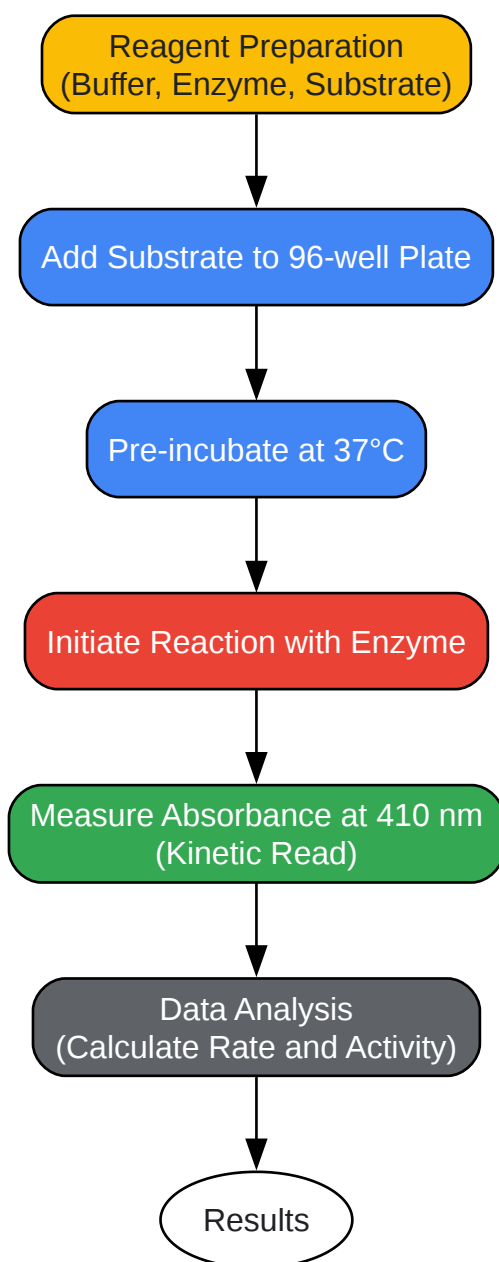 Reagent Preparation
(Buffer, Enzyme, Substrate)
Add Substrate to 96-well Plate
Pre-incubate at 37°C
Initiate Reaction with Enzyme
Measure Absorbance at 410 nm
(Kinetic Read)
Data Analysis
(Calculate Rate and Activity)
Results